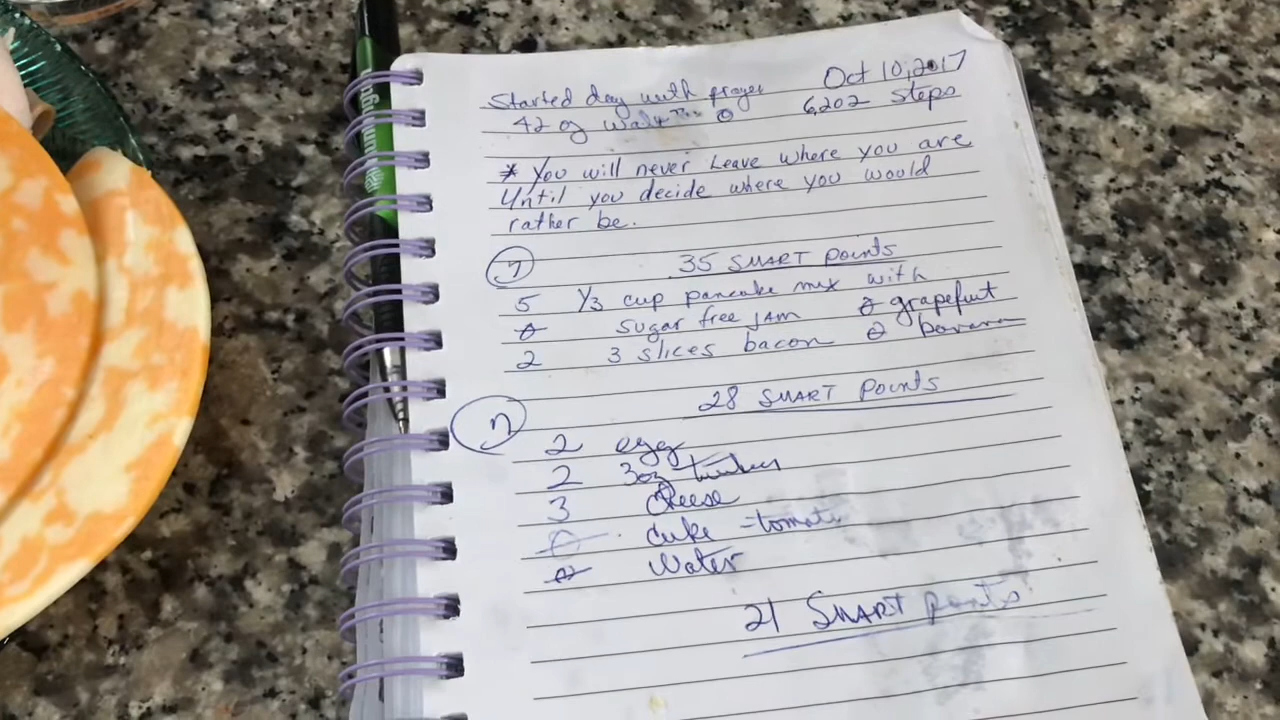 Oct 10, 2017
Started day with prayer
42 oz water 0 6,202 steps
* You will never Leave where you are
Until you decide where you would
rather be.
7 35 SMART points
5 1/3 cup pancake mix with
0 sugar free JAM 0 grapefruit
2 3 slices bacon 0 banana
28 SMART Points
2 egg
2 3oz turkey
3 Cheese
0 Cuke - tomato
0 Water
21 SMART points